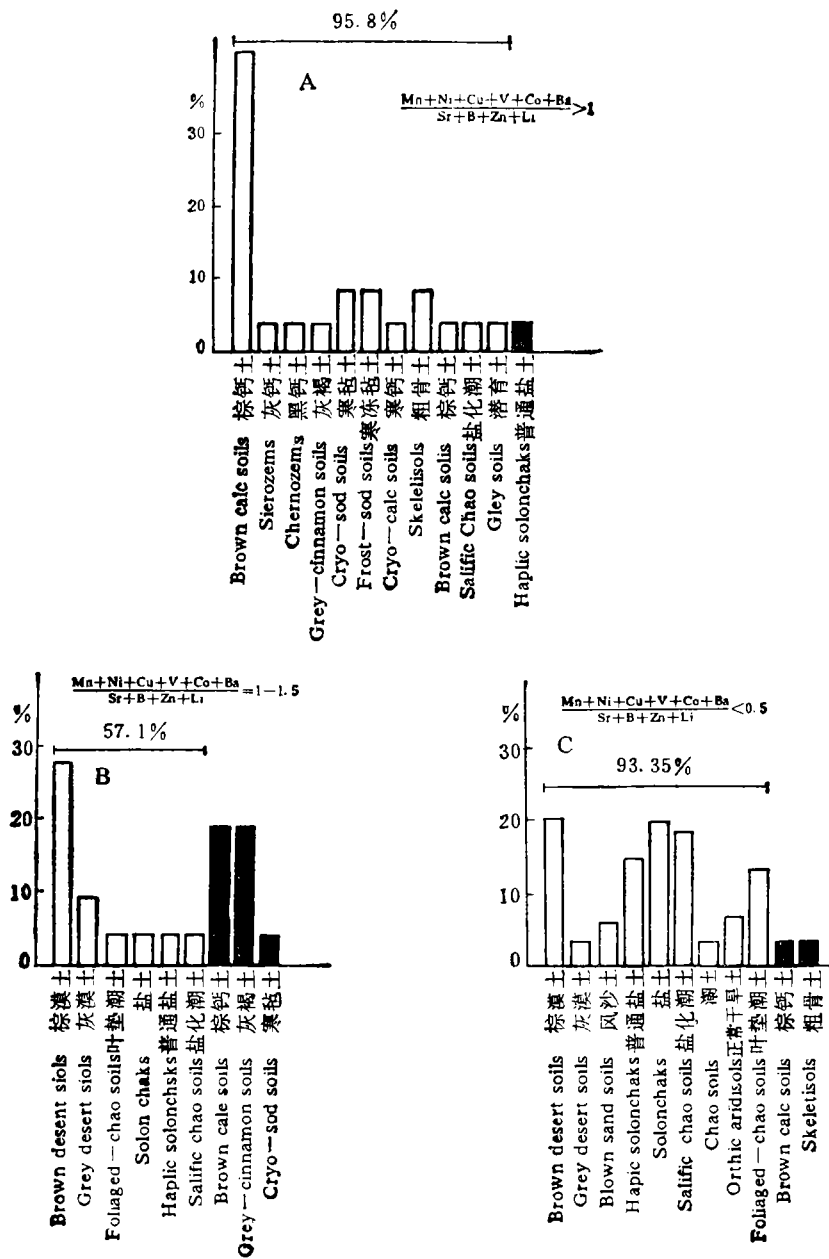 95.8%
A
Mn+Ni+Cu+V+Co+Ba
Sr+B+Zn+Li
>1
%
30
20
10
0
棕钙土
灰钙土
黑钙土
灰褐土
寒毡土
寒冻毡土
寒钙土
粗骨土
棕钙土
盐化潮土
潜育土
普通盐土
Brown calc soils
Sierozems
Chernozems
Grey—cinnamon soils
Cryo—sod soils
Frost—sod soils
Cryo—calc soils
Skeletisols
Brown calc solis
Salific Chao soils
Gley soils
Haplic solonchaks
Mn+Ni+Cu+V+Co+Ba
Sr+B+Zn+Li
=1—1.5
%
57.1%
B
30
20
10
0
棕漠土
灰漠土
叶垫潮土
盐土
普通盐土
盐化潮土
棕钙土
灰褐土
寒毡土
Brown desent siols
Grey desert siols
Foliaged—chao soils
Solon chaks
Haplic solonchsks
Salific chao soils
Brown cale soils
Grey—cinnamon soils
Cryo—sod soils
Mn+Ni+Cu+V+Co+Ba
Sr+B+Zn+Li
<0.5
%
C
93.35%
30
20
10
0
棕漠土
灰漠土
风沙土
普通盐土
盐土
盐化潮土
潮土
正常干旱土
叶垫潮土
棕钙土
粗骨土
Brown desert soils
Grey desert soils
Blown sand soils
Hapic solonchaks
Solonchaks
Salific chao soils
Chao soils
Orthic aridisols
Foliaged—chao soils
Brown calc soils
Skeletisols